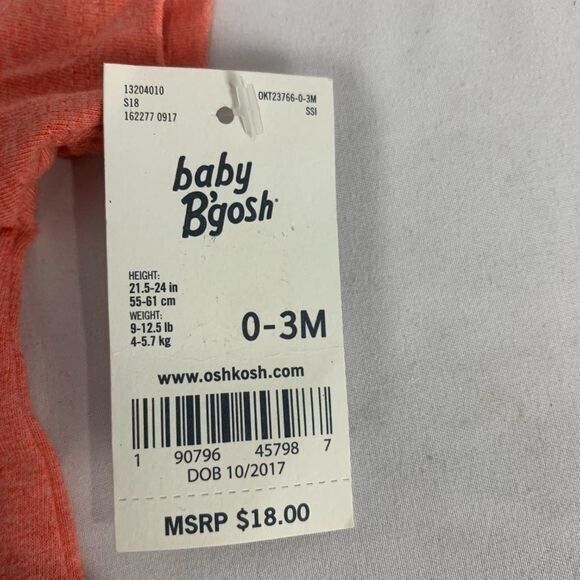 13204010
S18
162277 0917
OKT23766-0-3M
SSI
baby
B'gosh
HEIGHT:
21.5-24 in
55-61 cm
WEIGHT:
9-12.5 lb
4-5.7 kg
0-3M
www.oshkosh.com
1 90796 45798 7
DOB 10/2017
MSRP $18.00